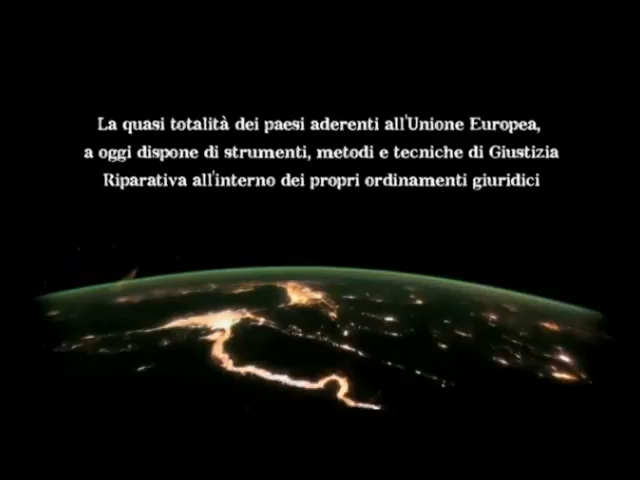 La quasi totalità dei paesi aderenti all'Unione Europea,
a oggi dispone di strumenti, metodi e tecniche di Giustizia
Riparativa all'interno dei propri ordinamenti giuridici